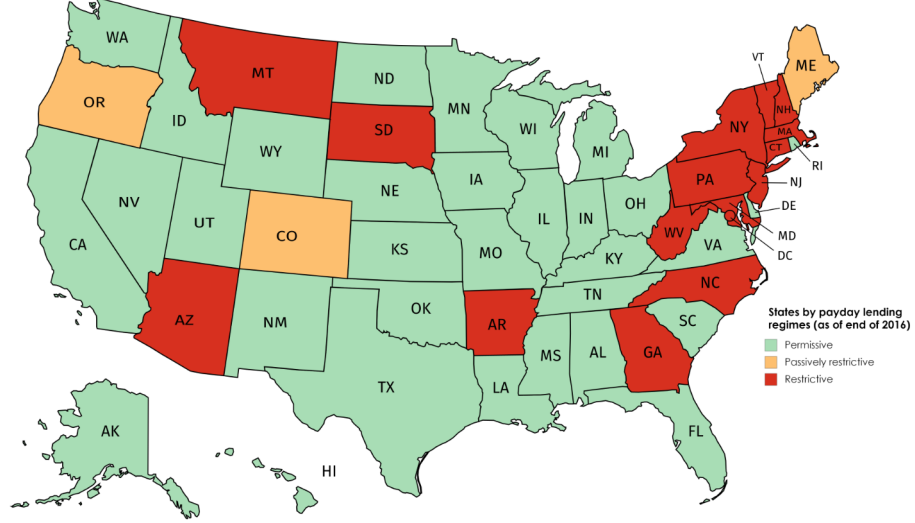 WA
MT
ND
MN
VT
ME
OR
ID
SD
WI
MI
NY
NH
MA
CT
RI
WY
IA
PA
NJ
NE
NV
UT
CO
IL
IN
OH
DE
MD
DC
CA
KS
MO
WV
VA
KY
AZ
NM
OK
AR
TN
NC
SC
MS
AL
GA
TX
LA
FL
AK
HI
States by payday lending
regimes (as of end of 2016)
Permissive
Passively restrictive
Restrictive